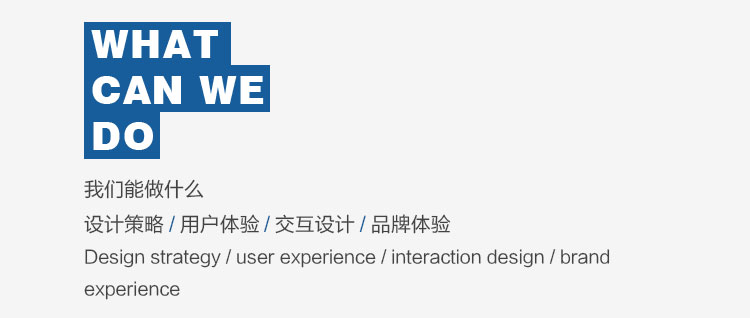 WHAT
CAN WE
DO
我们能做什么
设计策略 / 用户体验 / 交互设计 / 品牌体验
Design strategy / user experience / interaction design / brand
experience